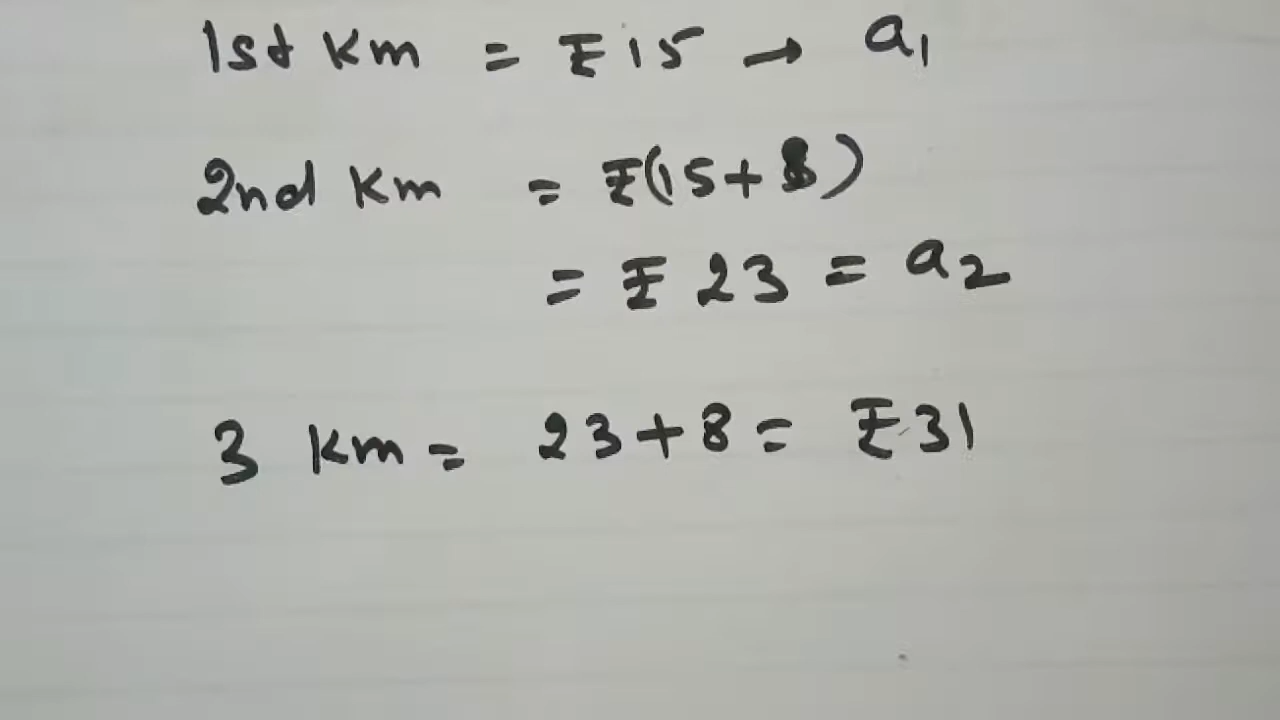 1st km = ₹15 → a₁
2nd km = ₹(15+8)
= ₹ 23 = a₂
3 km = 23+8 = ₹31